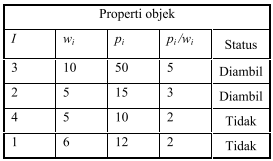 Properti objek
I w_i p_i p_i/w_i Status
3 10 50 5 Diambil
2 5 15 3 Diambil
4 5 10 2 Tidak
1 6 12 2 Tidak